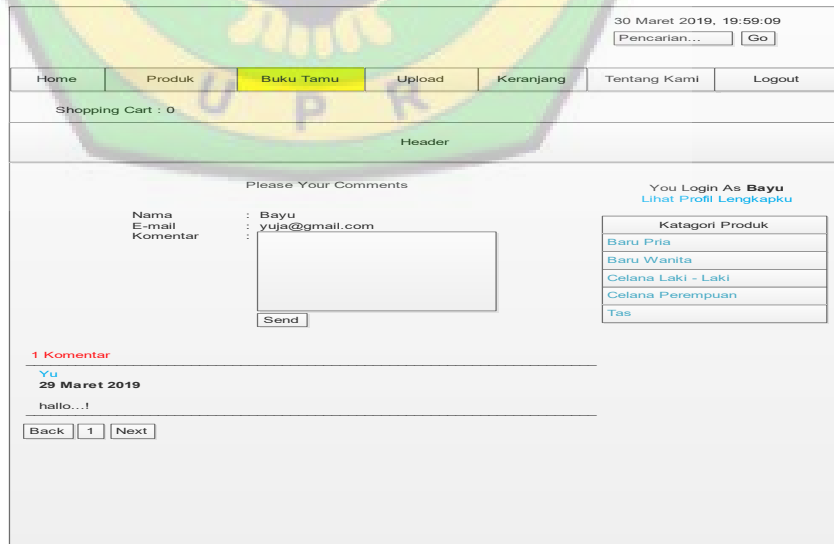 30 Maret 2019, 19:59:09
Pencarian... Go
Home Produk Buku Tamu Upload Keranjang Tentang Kami Logout
Shopping Cart : 0
U P R
Header
Please Your Comments
Nama : Bayu
E-mail : yuja@gmail.com
Komentar :
Send
You Login As Bayu
Lihat Profil Lengkapku
Katagori Produk
Baru Pria
Baru Wanita
Celana Laki - Laki
Celana Perempuan
Tas
1 Komentar
Yu
29 Maret 2019
hallo...!
Back 1 Next